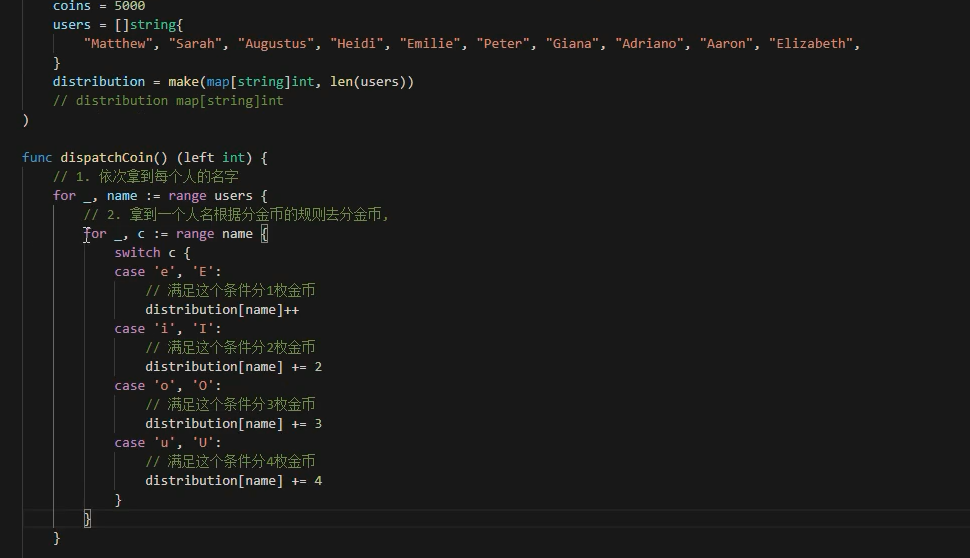 coins = 5000
users = []string{
"Matthew", "Sarah", "Augustus", "Heidi", "Emilie", "Peter", "Giana", "Adriano", "Aaron", "Elizabeth",
}
distribution = make(map[string]int, len(users))
// distribution map[string]int
)
func dispatchCoin() (left int) {
// 1. 依次拿到每个人的名字
for _, name := range users {
// 2. 拿到一个人名根据分金币的规则去分金币,
for _, c := range name {
switch c {
case 'e', 'E':
// 满足这个条件分1枚金币
distribution[name]++
case 'i', 'I':
// 满足这个条件分2枚金币
distribution[name] += 2
case 'o', 'O':
// 满足这个条件分3枚金币
distribution[name] += 3
case 'u', 'U':
// 满足这个条件分4枚金币
distribution[name] += 4
}
}
}